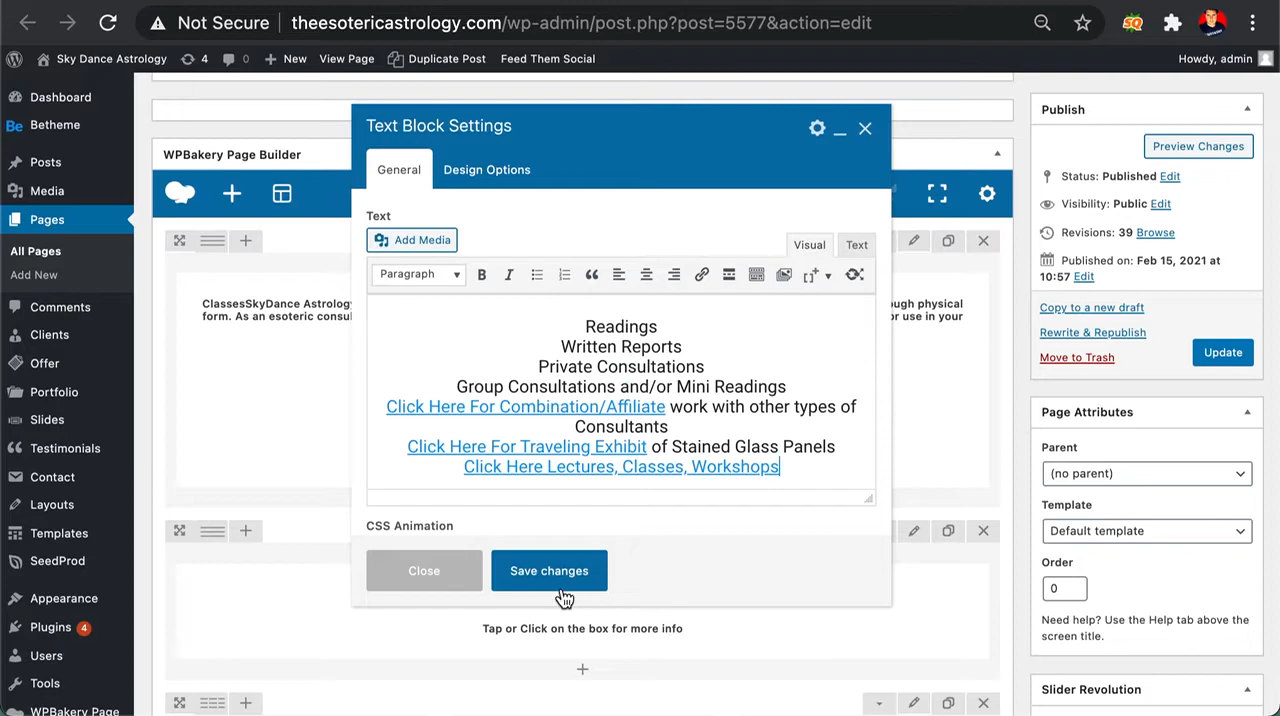 Not Secure theesotericastrology.com/wp-admin/post.php?post=5577&action=edit
Sky Dance Astrology 4 0 New View Page Duplicate Post Feed Them Social Howdy, admin
Dashboard
Be Betheme
Posts
Media
Pages
All Pages
Add New
Comments
Clients
Offer
Portfolio
Slides
Testimonials
Contact
Layouts
Templates
SeedProd
Appearance
Plugins 4
Users
Tools
WPBakery Page
WPBakery Page Builder
ClassesSkyDance Astrology
ough physical
form. As an esoteric consul
or use in your
Text Block Settings
General Design Options
Text
Add Media
Visual Text
Paragraph B I
Readings
Written Reports
Private Consultations
Group Consultations and/or Mini Readings
Click Here For Combination/Affiliate work with other types of
Consultants
Click Here For Traveling Exhibit of Stained Glass Panels
Click Here Lectures, Classes, Workshops
CSS Animation
Close Save changes
Tap or Click on the box for more info
Publish
Preview Changes
Status: Published Edit
Visibility: Public Edit
Revisions: 39 Browse
Published on: Feb 15, 2021 at
10:57 Edit
Copy to a new draft
Rewrite & Republish
Move to Trash
Update
Page Attributes
Parent
(no parent)
Template
Default template
Order
0
Need help? Use the Help tab above the
screen title.
Slider Revolution